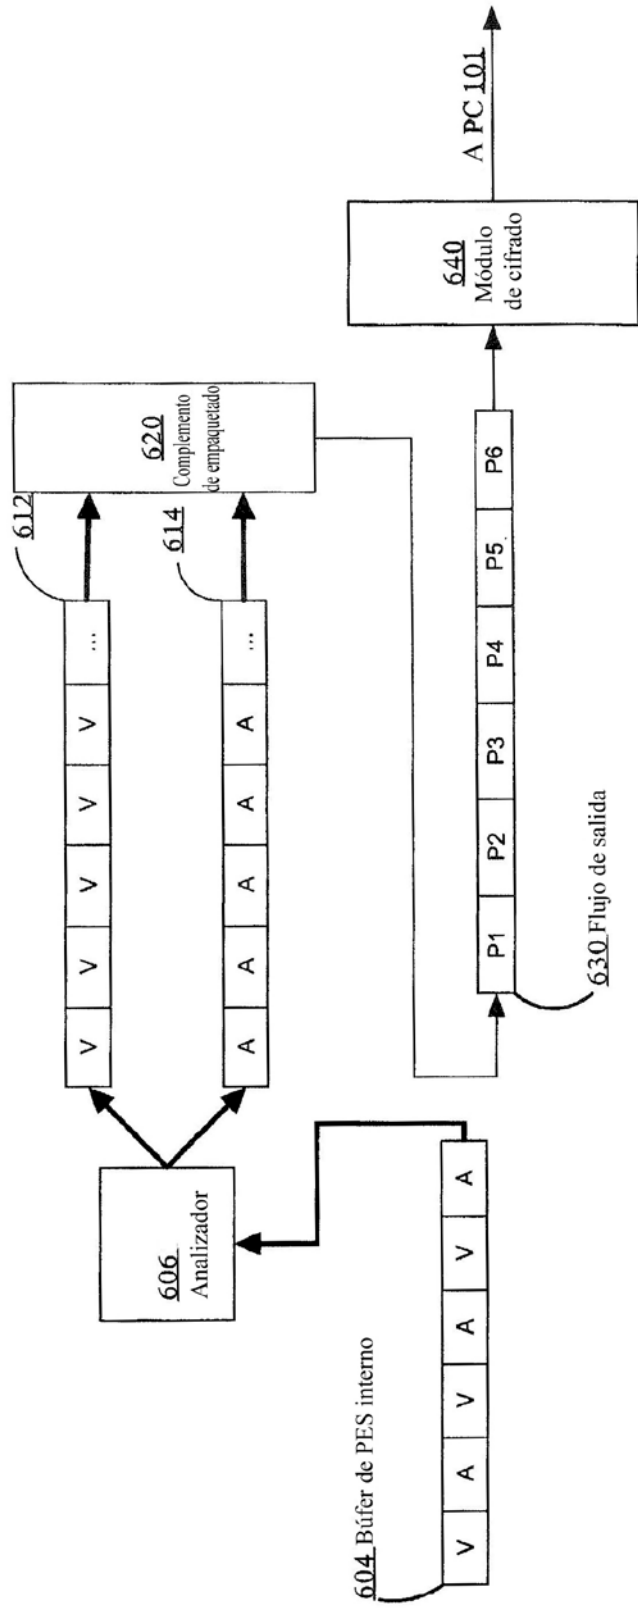 604 Búfer de PES interno
V A V A V A
606
Analizador
V V V V V ...
612
A A A A A ...
614
620
Complemento
de empaquetado
P1 P2 P3 P4 P5 P6
630 Flujo de salida
640
Módulo
de cifrado
A PC 101